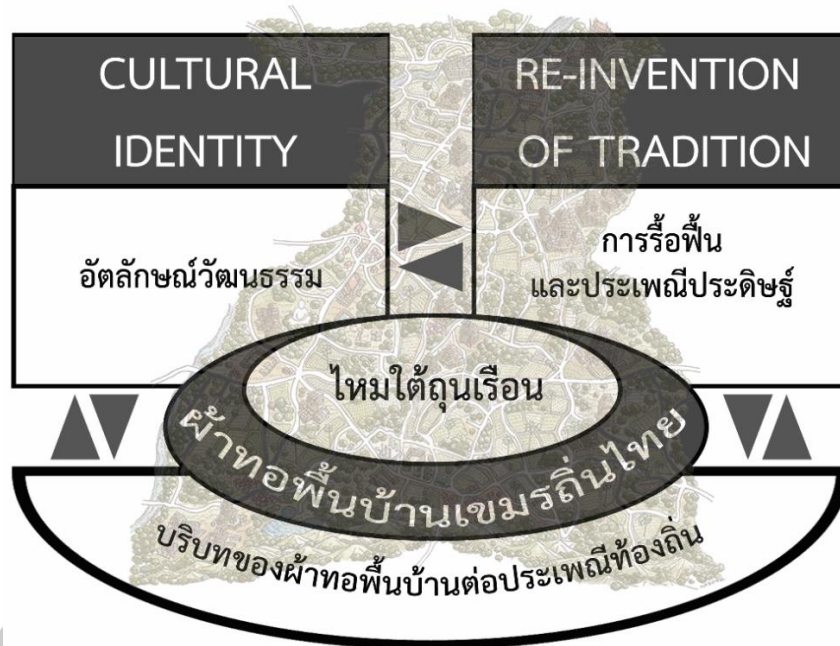 CULTURAL
IDENTITY
RE-INVENTION
OF TRADITION
อัตลักษณ์วัฒนธรรม
การรื้อฟื้น
และประเพณีประดิษฐ์
ไหมใต้ถุนเรือน
ผ้าทอพื้นบ้านเขมรถิ่นไทย
บริบทของผ้าทอพื้นบ้านต่อประเพณีท้องถิ่น